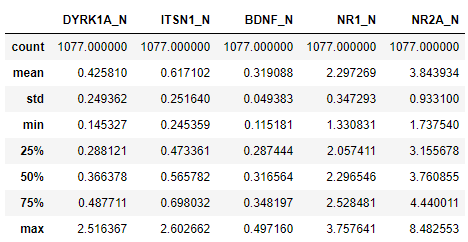 DYRK1A_N ITSN1_N BDNF_N NR1_N NR2A_N
count 1077.000000 1077.000000 1077.000000 1077.000000 1077.000000
mean 0.425810 0.617102 0.319088 2.297269 3.843934
std 0.249362 0.251640 0.049383 0.347293 0.933100
min 0.145327 0.245359 0.115181 1.330831 1.737540
25% 0.288121 0.473361 0.287444 2.057411 3.155678
50% 0.366378 0.565782 0.316564 2.296546 3.760855
75% 0.487711 0.698032 0.348197 2.528481 4.440011
max 2.516367 2.602662 0.497160 3.757641 8.482553